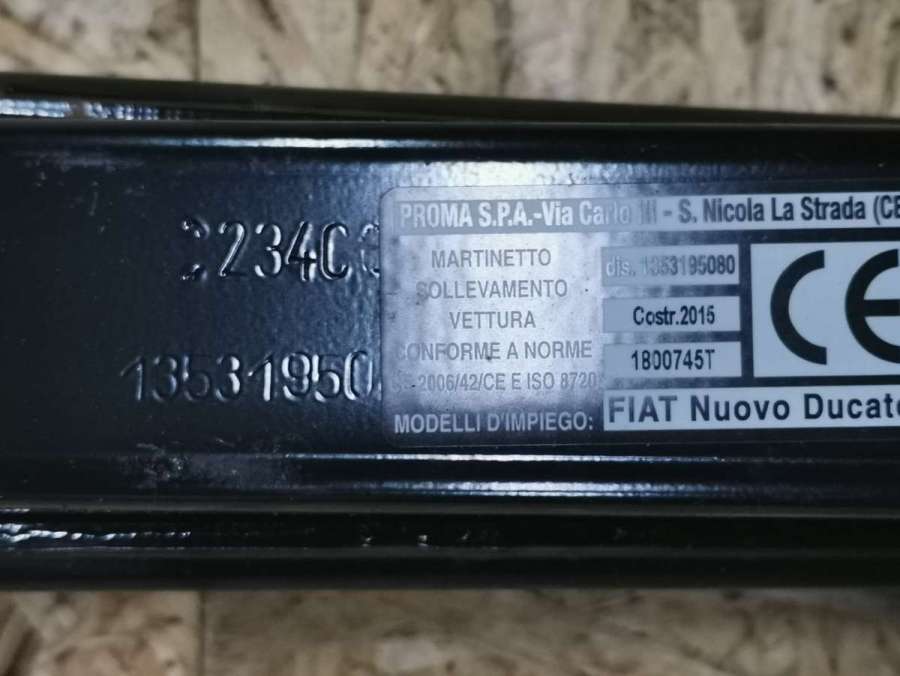 PROMA S.P.A.-Via Carlo III - S. Nicola La Strada (CE
MARTINETTO
SOLLEVAMENTO
VETTURA
CONFORME A NORME
2006/42/CE E ISO 8720
MODELLI D'IMPIEGO:
dis. 1353195080
Costr.2015
1800745T
CE
FIAT Nuovo Ducato
2234C
13531950